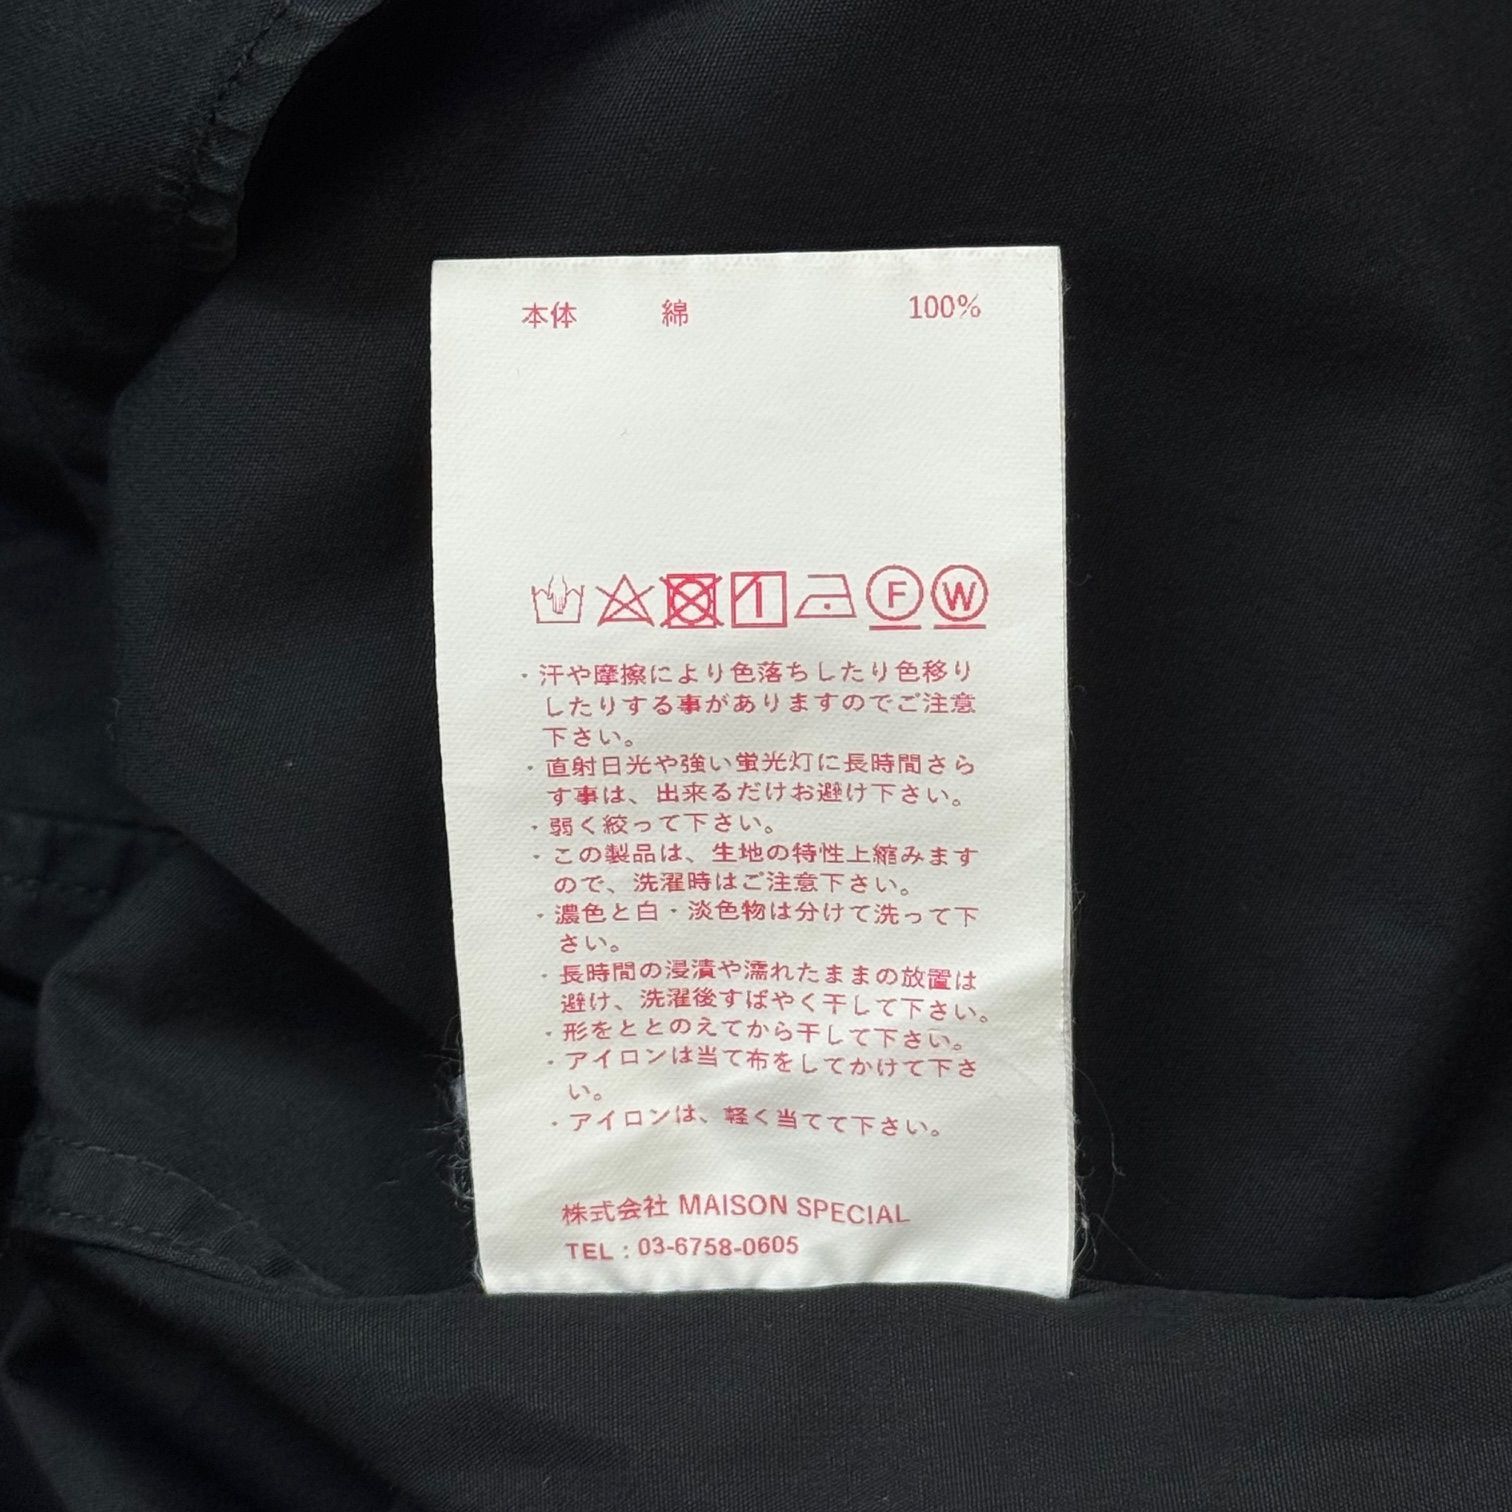 本体 綿 100%
F W
・汗や摩擦により色落ちしたり色移り
したりする事がありますのでご注意
下さい。
・直射日光や強い蛍光灯に長時間さら
す事は、出来るだけお避け下さい。
・弱く絞って下さい。
・この製品は、生地の特性上縮みます
ので、洗濯時はご注意下さい。
・濃色と白・淡色物は分けて洗って下
さい。
・長時間の浸漬や濡れたままの放置は
避け、洗濯後すばやく干して下さい。
・形をととのえてから干して下さい。
・アイロンは当て布をしてかけて下さ
い。
・アイロンは、軽く当てて下さい。
株式会社 MAISON SPECIAL
TEL : 03-6758-0605